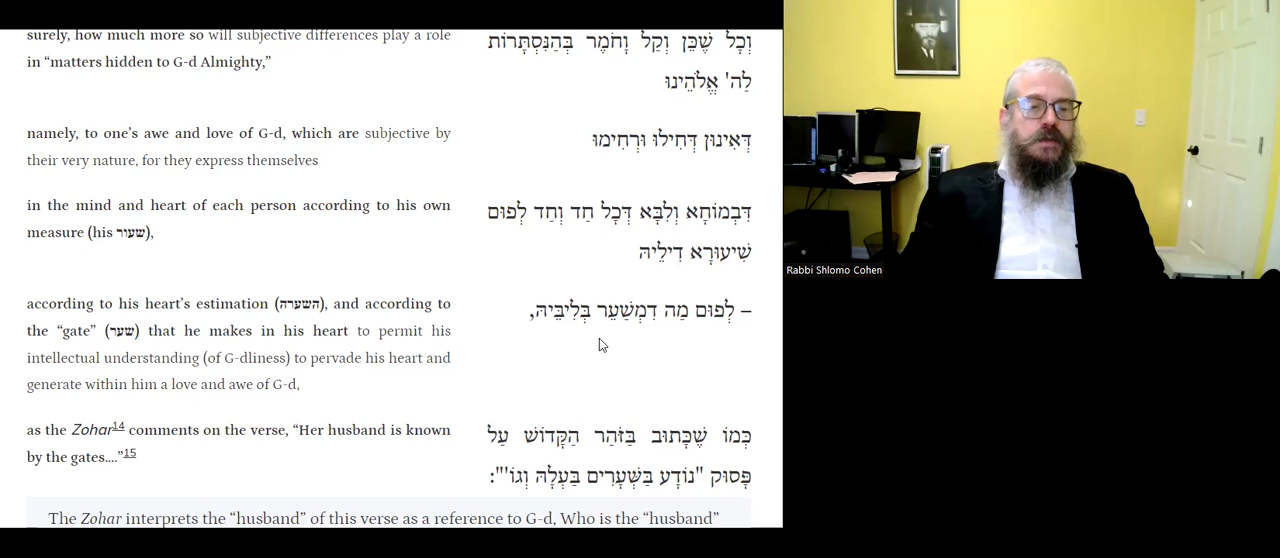 surely, how much more so will subjective differences play a role
in “matters hidden to G-d Almighty,”
וְכָל שֶׁכֵּן וְקַל וָחֹמֶר בְּהַנִּסְתָּרוֹת
לַה' אֱלֹהֵינוּ
namely, to one’s awe and love of G-d, which are subjective by
their very nature, for they express themselves
דְּאִינּוּן דְּחִילוּ וּרְחִימוּ
in the mind and heart of each person according to his own
measure (his שעור),
דִּבְמוֹחָא וְלִבָּא דְּכָל חַד וְחַד לְפוּם
שִׁיעוּרָא דִילֵיהּ
according to his heart’s estimation (השערה), and according to
the “gate” (שער) that he makes in his heart to permit his
intellectual understanding (of G-dliness) to pervade his heart and
generate within him a love and awe of G-d,
– לְפוּם מַה דִּמְשַׁעֵר בְּלִיבֵּיהּ,
as the Zohar14 comments on the verse, “Her husband is known
by the gates....”15
כְּמוֹ שֶׁכָּתוּב בַּזֹּהַר הַקָּדוֹשׁ עַל
פָּסוּק "נוֹדָע בַּשְּׁעָרִים בַּעְלָהּ וְגוֹ'":
The Zohar interprets the “husband” of this verse as a reference to G-d, Who is the “husband”
Rabbi Shlomo Cohen